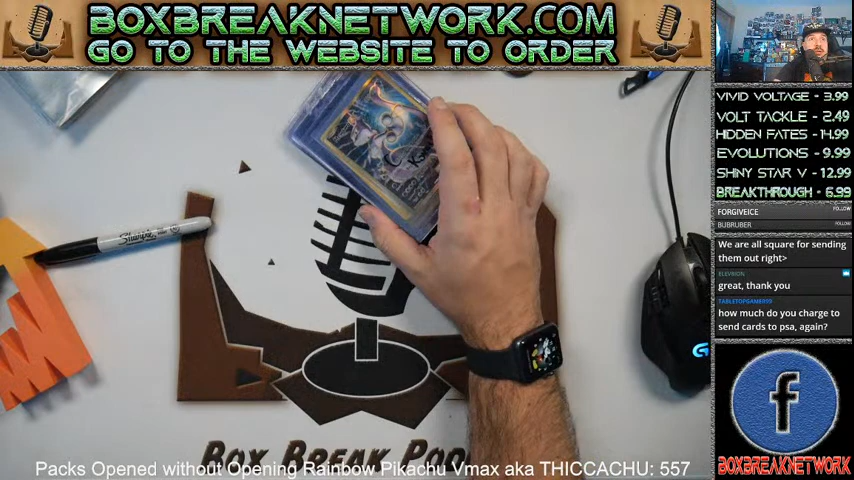 BOXBREAKNETWORK.COM
GO TO THE WEBSITE TO ORDER
VIVID VOLTAGE - 3.99
VOLT TACKLE - 2.49
HIDDEN FATES - 14.99
EVOLUTIONS - 9.99
SHINY STAR V - 12.99
BREAKTHROUGH - 6.99
FORGIVEICE FOLLOW
BUBRUBER FOLLOW
We are all square for sending
them out right>
great, thank you
how much do you charge to
send cards to psa, again?
Sharpie
G
f
BOX BREAK POD
Packs Opened without Opening Rainbow Pikachu Vmax aka THICCACHU: 557
BOXBREAKNETWORK